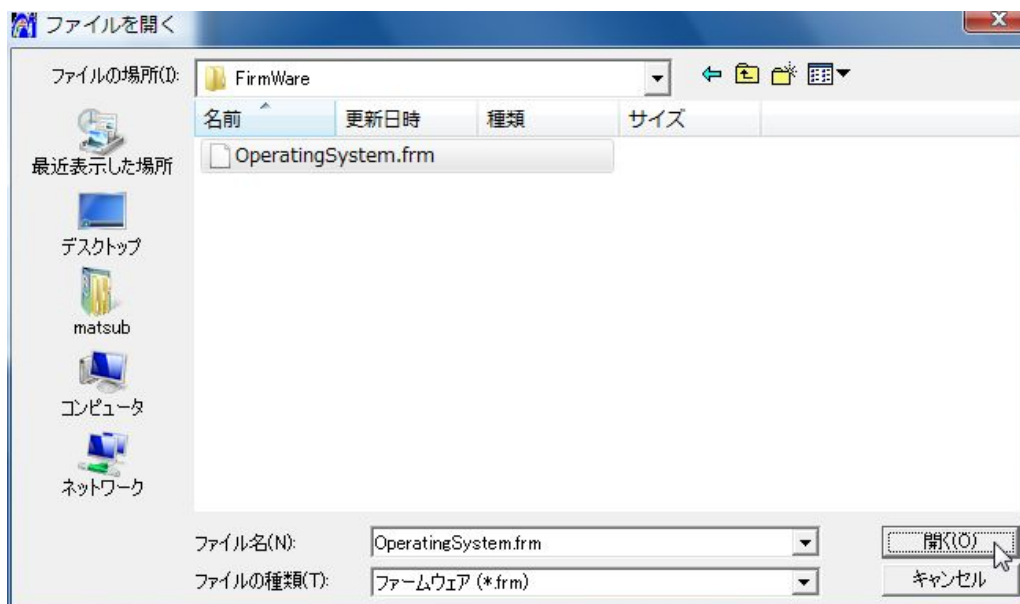 ファイルを開く
ファイルの場所(I):
FirmWare
名前 更新日時 種類 サイズ
OperatingSystem.frm
最近表示した場所
デスクトップ
matsub
コンピュータ
ネットワーク
ファイル名(N):
OperatingSystem.frm
開く(O)
ファイルの種類(T):
ファームウェア (*.frm)
キャンセル